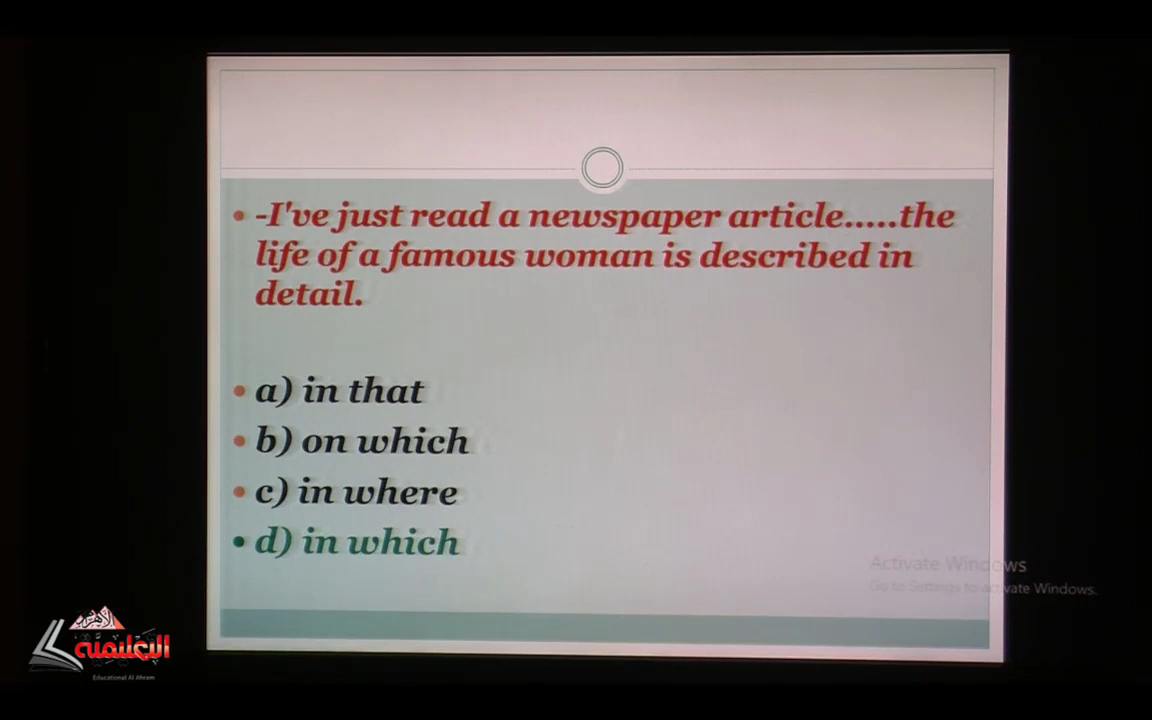 -I've just read a newspaper article.....the
life of a famous woman is described in
detail.
a) in that
b) on which
c) in where
d) in which
Activate Windows
Go to Settings to activate Windows.
الأهرام
التعليمية
Educational Al Ahram